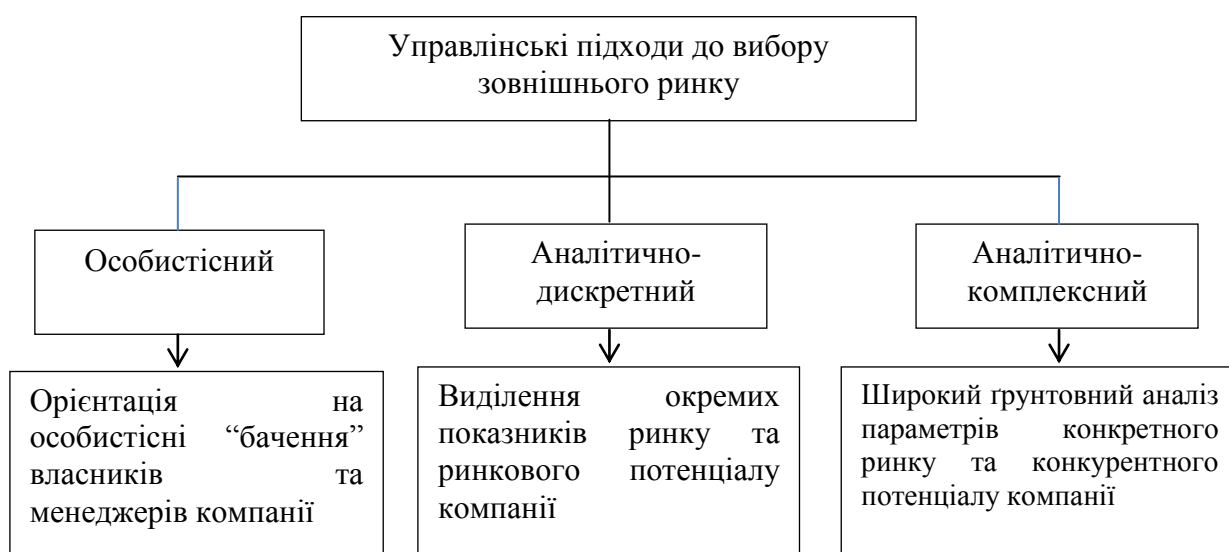 Управлінські підходи до вибору
зовнішнього ринку
Особистісний
Аналітично-
дискретний
Аналітично-
комплексний
Орієнтація на
особистісні “бачення”
власників та
менеджерів компанії
Виділення окремих
показників ринку та
ринкового потенціалу
компанії
Широкий ґрунтовний аналіз
параметрів конкретного
ринку та конкурентного
потенціалу компанії